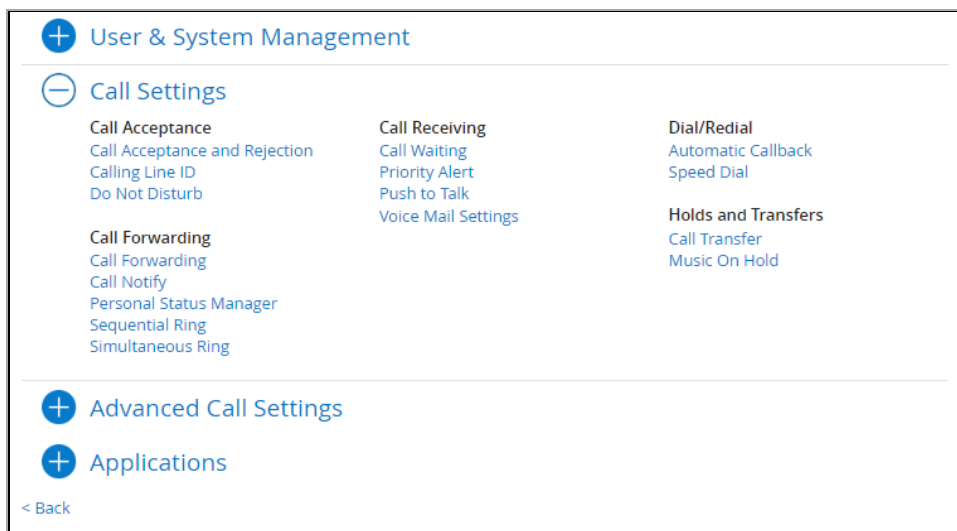 User & System Management
Call Settings
Call Acceptance
Call Acceptance and Rejection
Calling Line ID
Do Not Disturb
Call Forwarding
Call Forwarding
Call Notify
Personal Status Manager
Sequential Ring
Simultaneous Ring
Call Receiving
Call Waiting
Priority Alert
Push to Talk
Voice Mail Settings
Dial/Redial
Automatic Callback
Speed Dial
Holds and Transfers
Call Transfer
Music On Hold
Advanced Call Settings
Applications
< Back